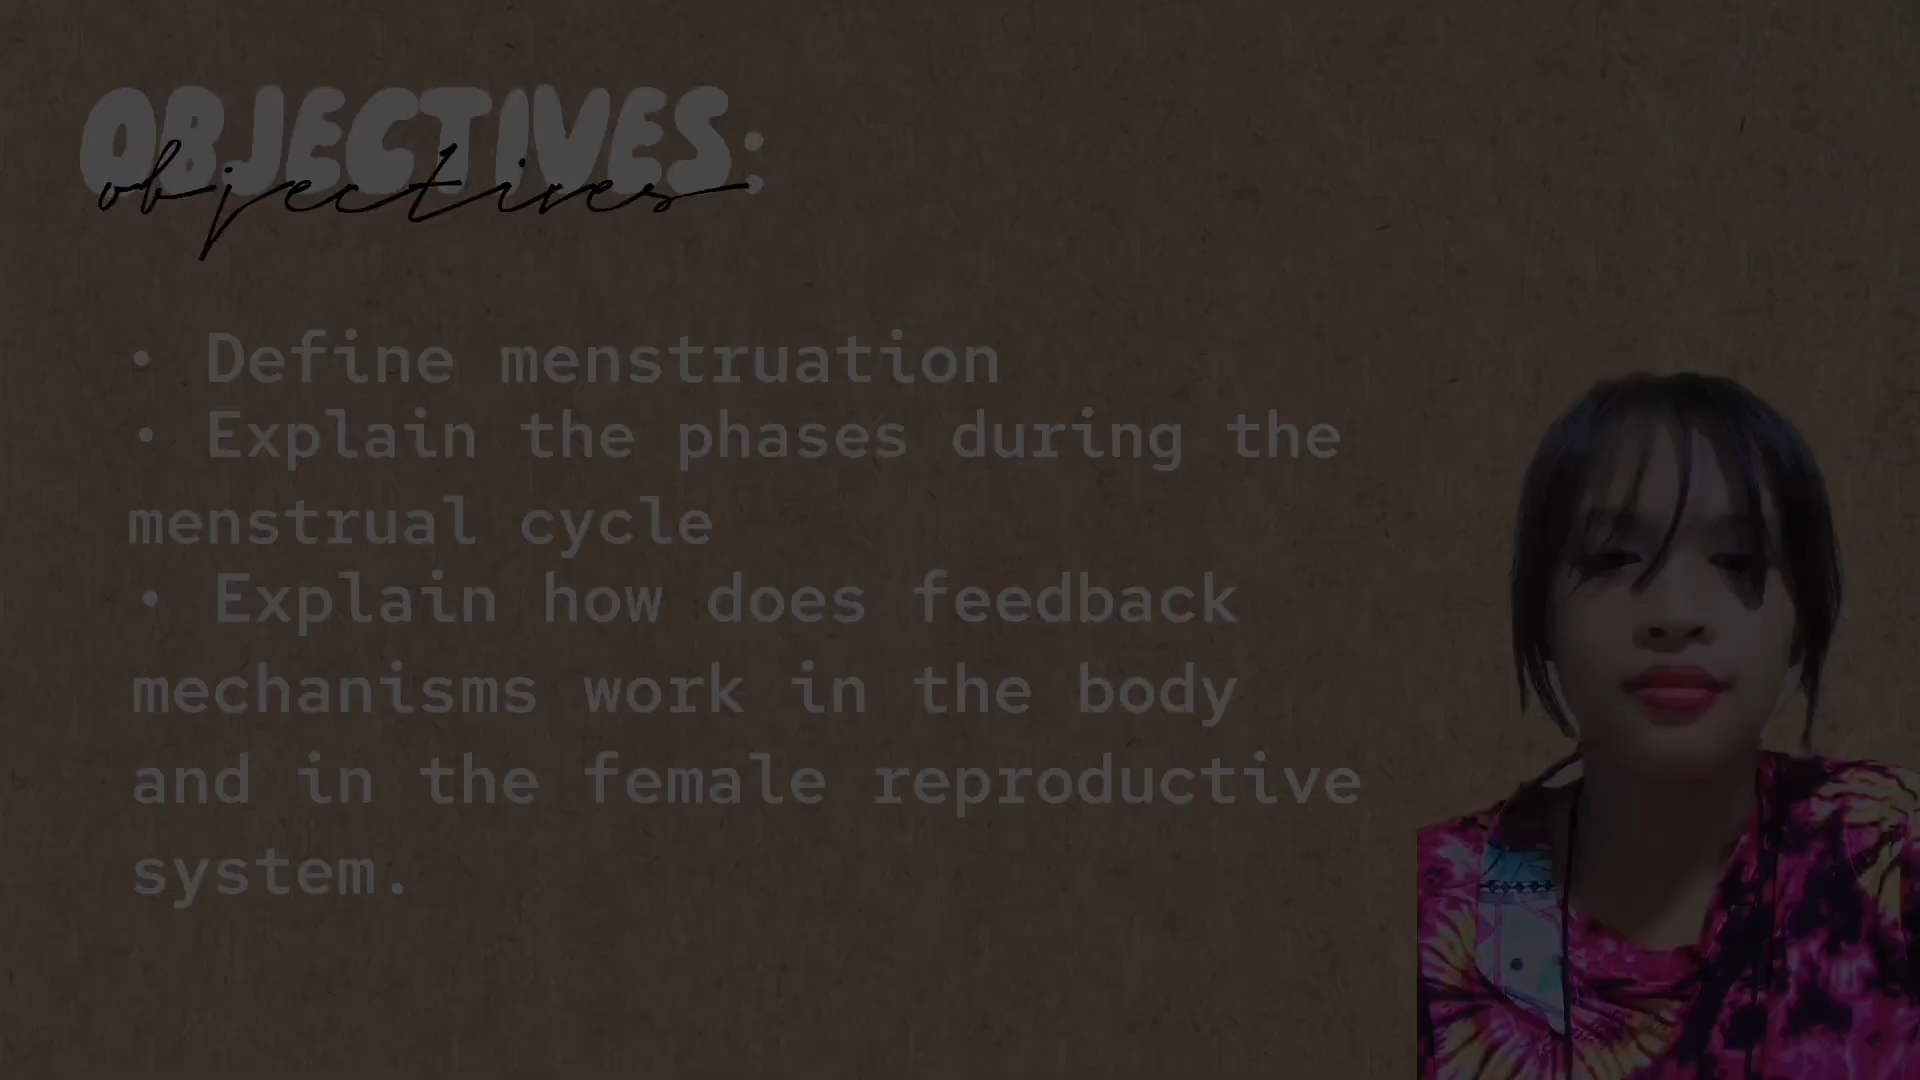 OBJECTIVES:
objectives
• Define menstruation
• Explain the phases during the
menstrual cycle
• Explain how does feedback
mechanisms work in the body
and in the female reproductive
system.